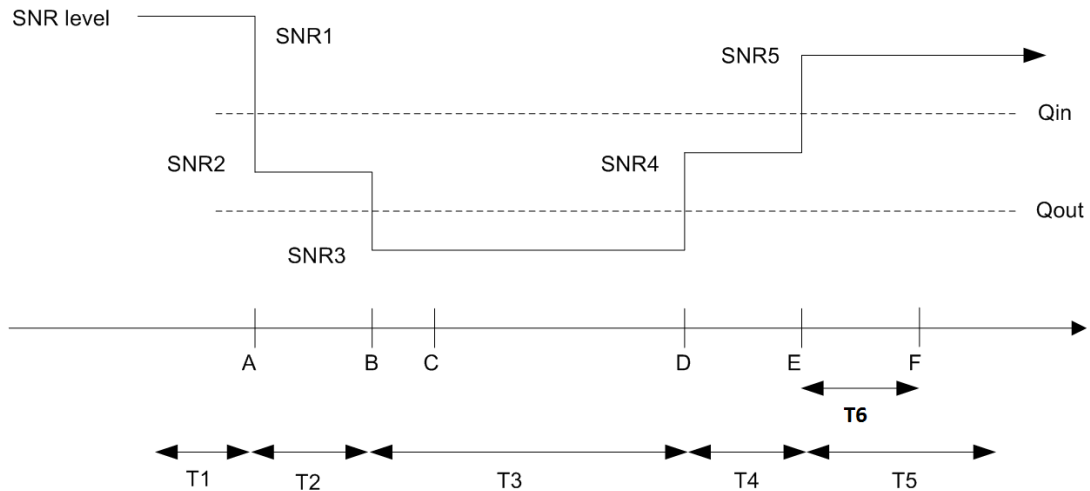 SNR level
SNR1
SNR5
Qin
SNR2
SNR4
Qout
SNR3
A
B
C
D
E
F
T6
T1
T2
T3
T4
T5